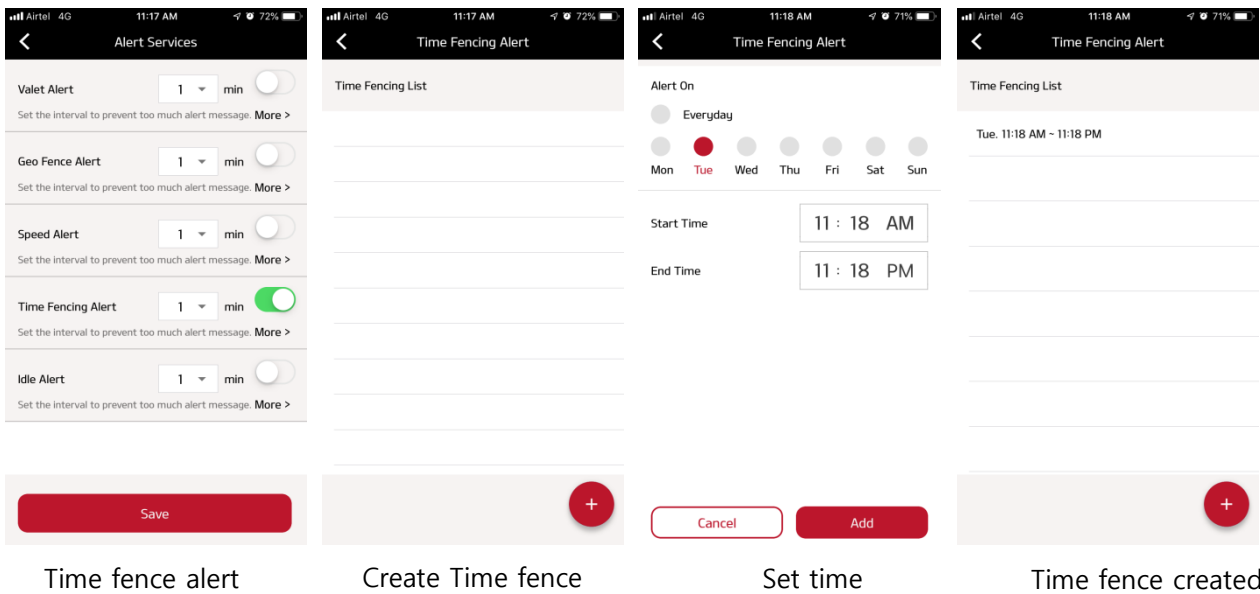 Airtel 4G 11:17 AM 72%
Alert Services
Valet Alert 1 min
Set the interval to prevent too much alert message. More >
Geo Fence Alert 1 min
Set the interval to prevent too much alert message. More >
Speed Alert 1 min
Set the interval to prevent too much alert message. More >
Time Fencing Alert 1 min
Set the interval to prevent too much alert message. More >
Idle Alert 1 min
Set the interval to prevent too much alert message. More >
Save
Time fence alert
Airtel 4G 11:17 AM 72%
Time Fencing Alert
Time Fencing List
+
Create Time fence
Airtel 4G 11:18 AM 71%
Time Fencing Alert
Alert On
Everyday
Mon Tue Wed Thu Fri Sat Sun
Start Time 11 : 18 AM
End Time 11 : 18 PM
Cancel Add
Set time
Airtel 4G 11:18 AM 71%
Time Fencing Alert
Time Fencing List
Tue. 11:18 AM ~ 11:18 PM
+
Time fence created